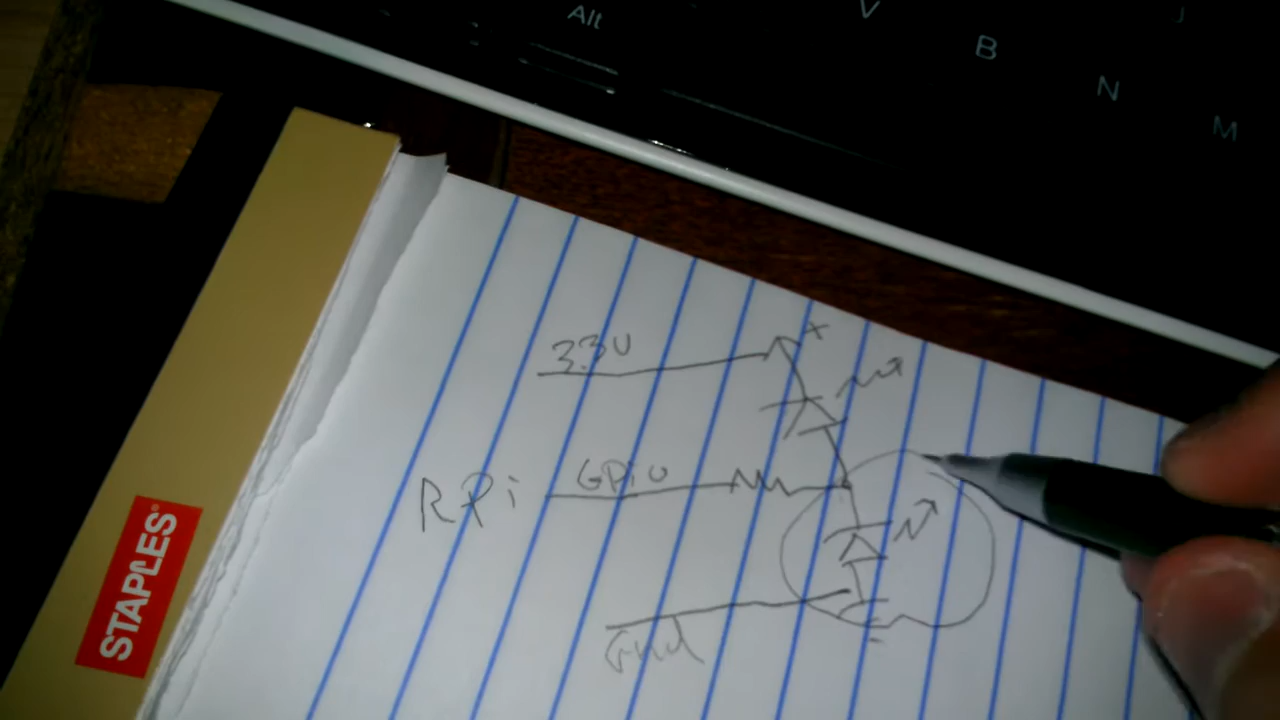 Alt
V
B
N
J
M
3.3V
+
RPi GPio
Gnd
-
STAPLES